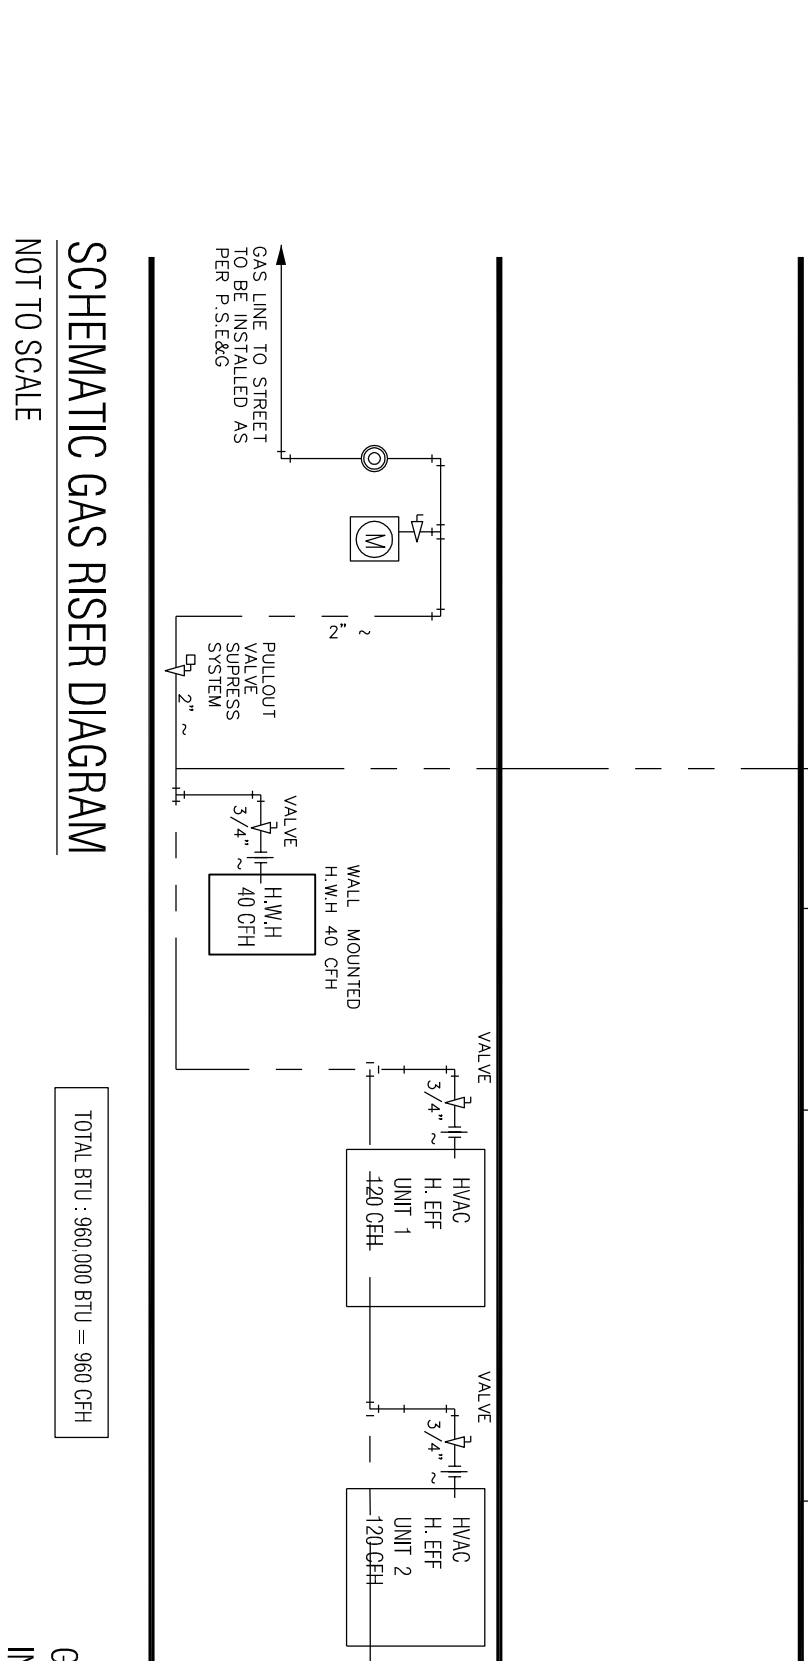 GAS LINE TO STREET
TO BE INSTALLED AS
PER P.S.E&G
M
2" ~
PULLOUT
VALVE
SUPRESS
SYSTEM
2" ~
VALVE
3/4" ~
WALL MOUNTED
H.W.H 40 CFH
H.W.H
40 CFH
VALVE
3/4" ~
HVAC
H. EFF
UNIT 1
120 CFH
VALVE
3/4" ~
HVAC
H. EFF
UNIT 2
120 CFH
SCHEMATIC GAS RISER DIAGRAM
NOT TO SCALE
TOTAL BTU : 960,000 BTU = 960 CFH